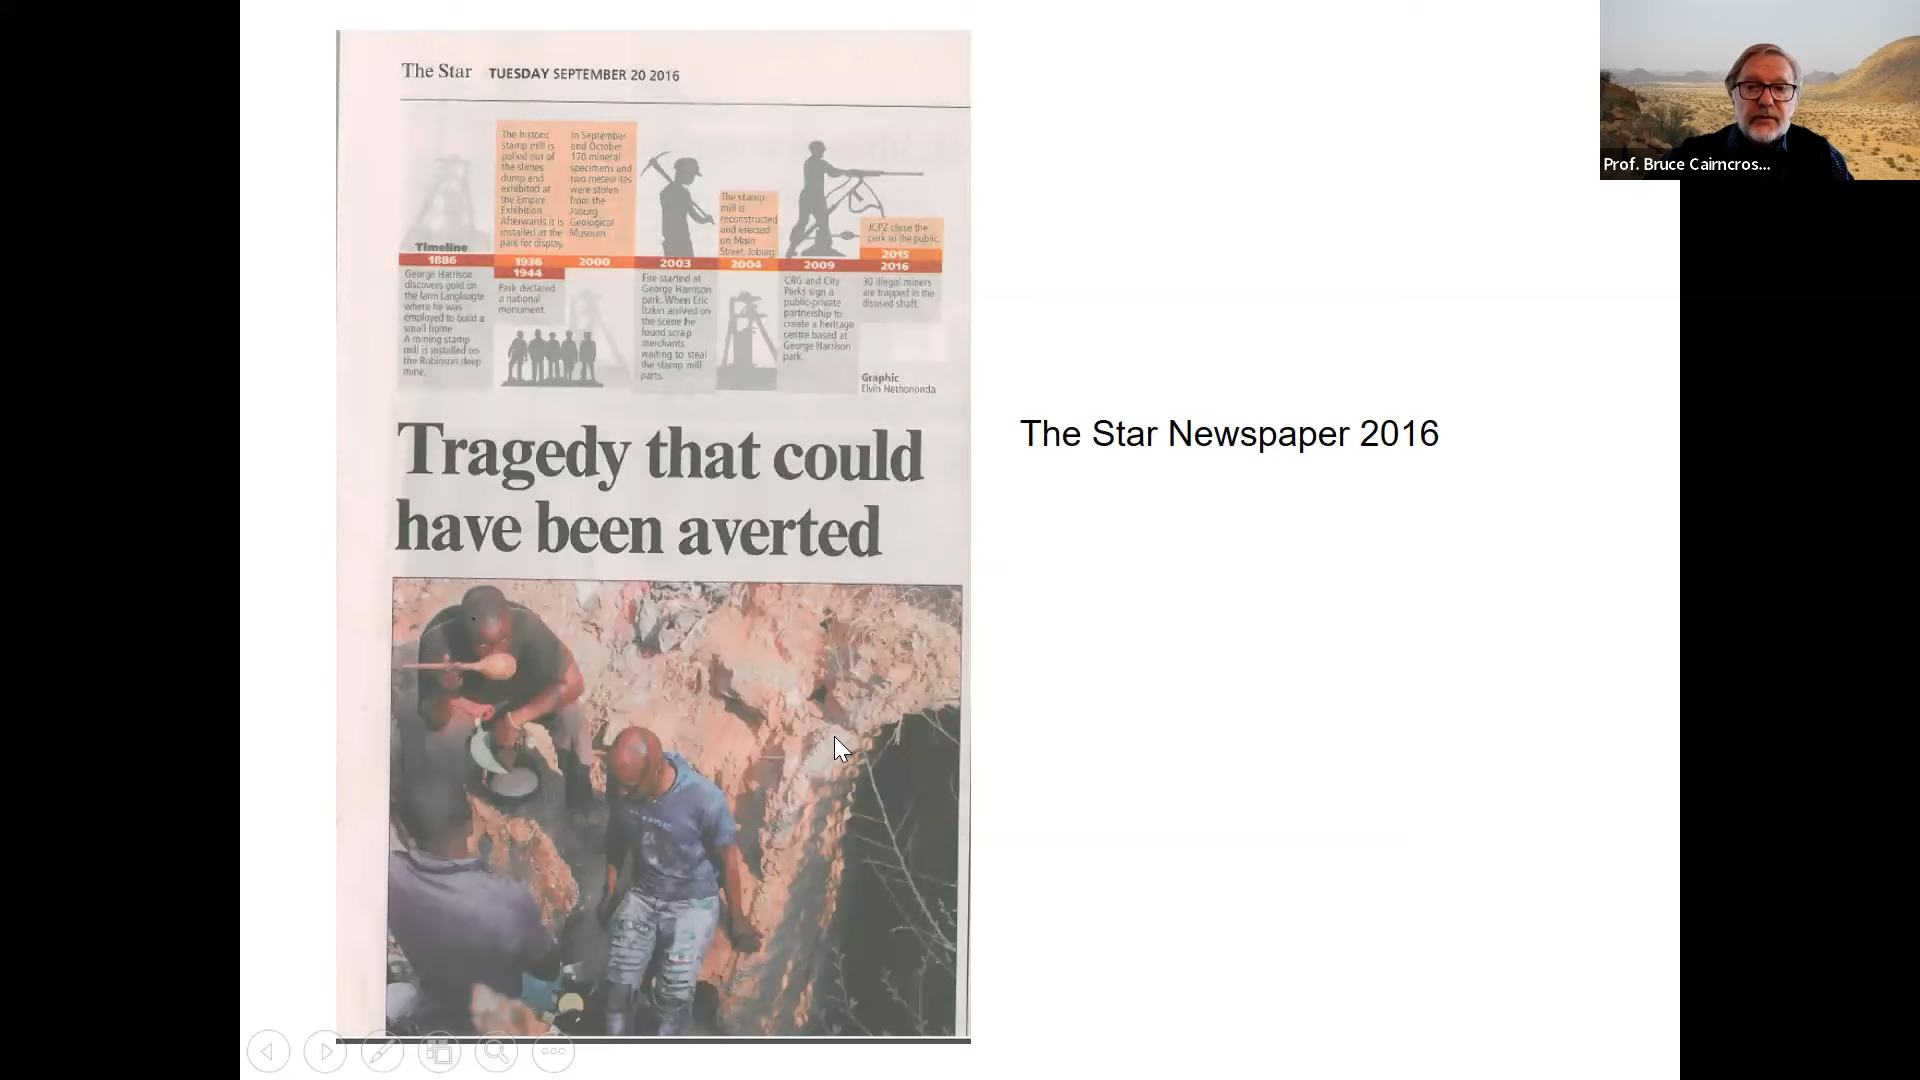 The Star TUESDAY SEPTEMBER 20 2016
The historic
stamp mill is
pulled out of
the slimes
dump and
exhibited at
the Empire
Exhibition.
Afterwards it is
installed at the
park for display.
In September
and October
170 mineral
specimens and
two meteorites
were stolen
from the
Joburg
Geological
Museum
The stamp
mill is
reconstructed
and erected
on Main
Street, Joburg
JCPZ close the
park to the public.
Timeline
1886
1936
1944
2000
2003
2004
2009
2015
2016
George Harrison
discovers gold on
the farm Langlaagte
where he was
employed to build a
small home
A mining stamp
mill is installed on
the Robinson deep
mine.
Park declared
a national
monument.
Fire started at
George Harrison
park. When Eric
Itzkin arrived on
the scene he
found scrap
merchants
waiting to steal
the stamp mill
parts.
CRG and City
Parks sign a
public-private
partnership to
create a heritage
centre based at
George Harrison
park.
30 illegal miners
are trapped in the
disused shaft.
Graphic
Elvin Nethononda
Tragedy that could
have been averted
The Star Newspaper 2016
Prof. Bruce Cairncros...